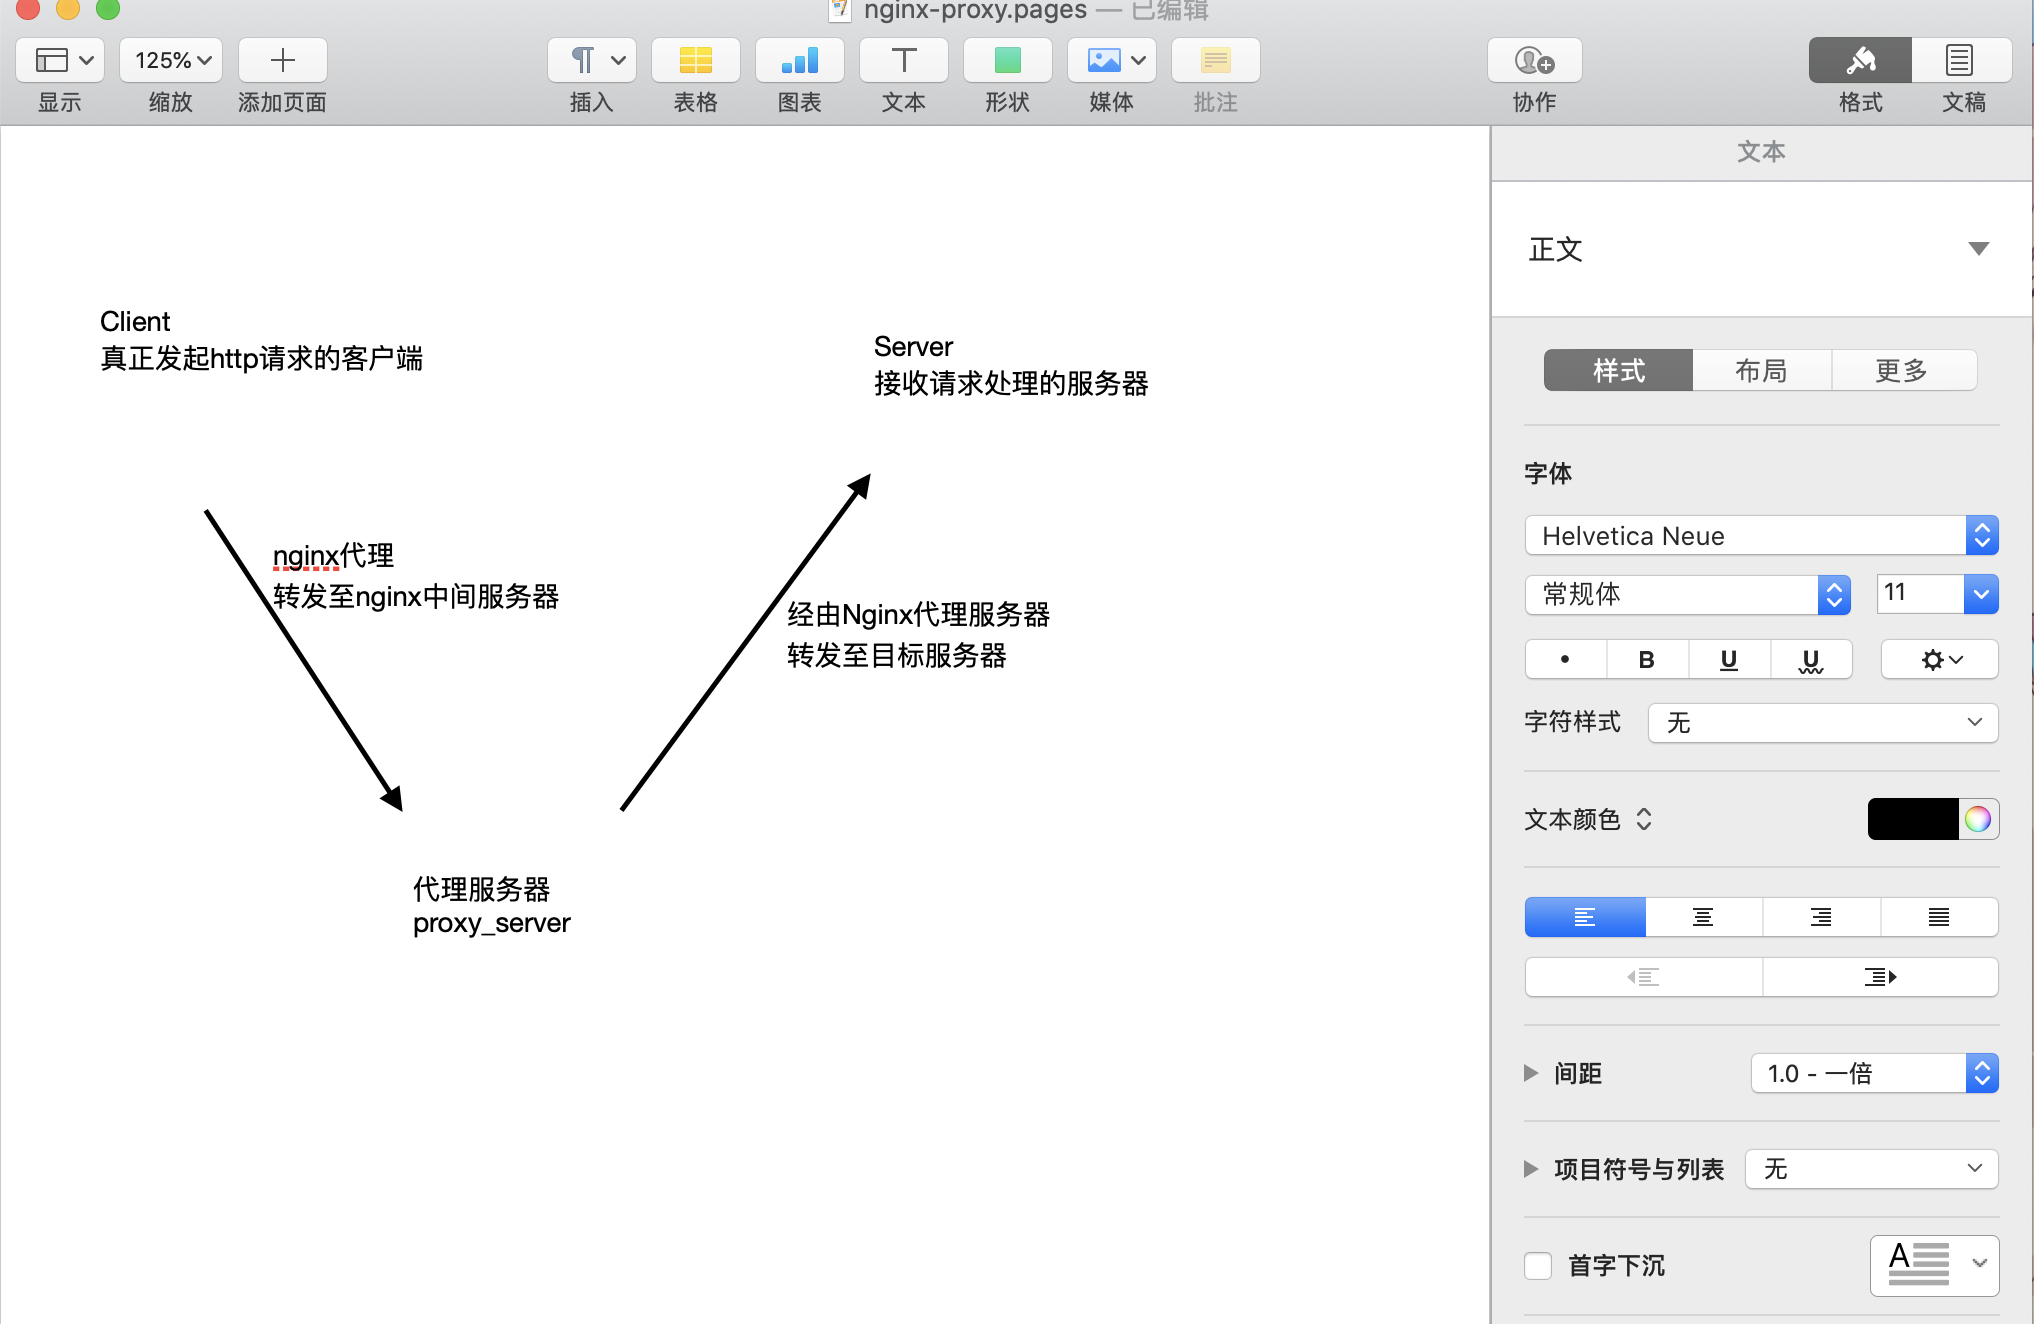 nginx-proxy.pages — 已编辑
125%
显示 缩放 添加页面 插入 表格 图表 文本 形状 媒体 批注 协作 格式 文稿
文本
正文
Client
真正发起http请求的客户端
Server
接收请求处理的服务器
nginx代理
转发至nginx中间服务器
经由Nginx代理服务器
转发至目标服务器
代理服务器
proxy_server
样式 布局 更多
字体
Helvetica Neue
常规体 11
B U U
字符样式 无
文本颜色
间距 1.0 - 一倍
项目符号与列表 无
首字下沉 A